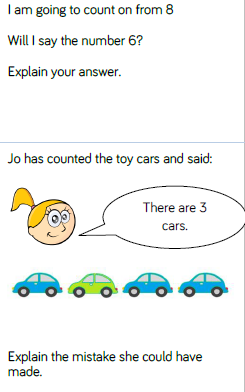 I am going to count on from 8
Will I say the number 6?
Explain your answer.
Jo has counted the toy cars and said:
There are 3
cars.
Explain the mistake she could have
made.